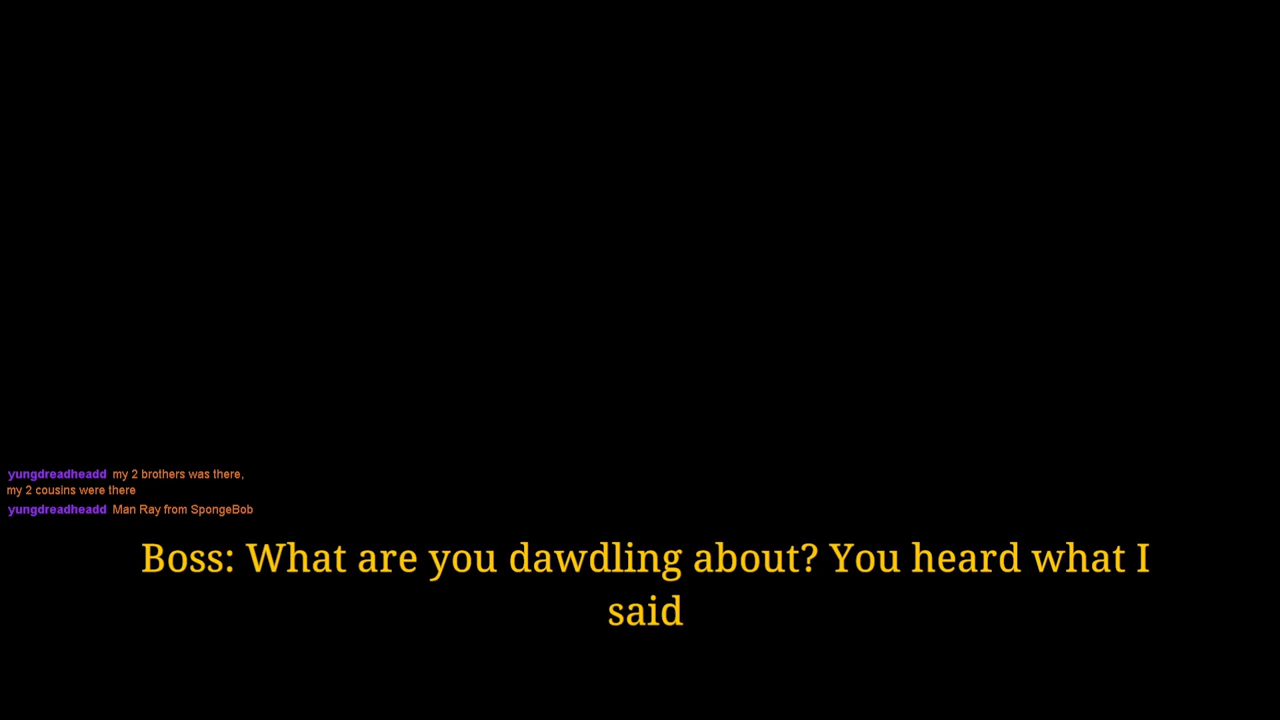 yungdreadheadd my 2 brothers was there,
my 2 cousins were there
yungdreadheadd Man Ray from SpongeBob
Boss: What are you dawdling about? You heard what I
said